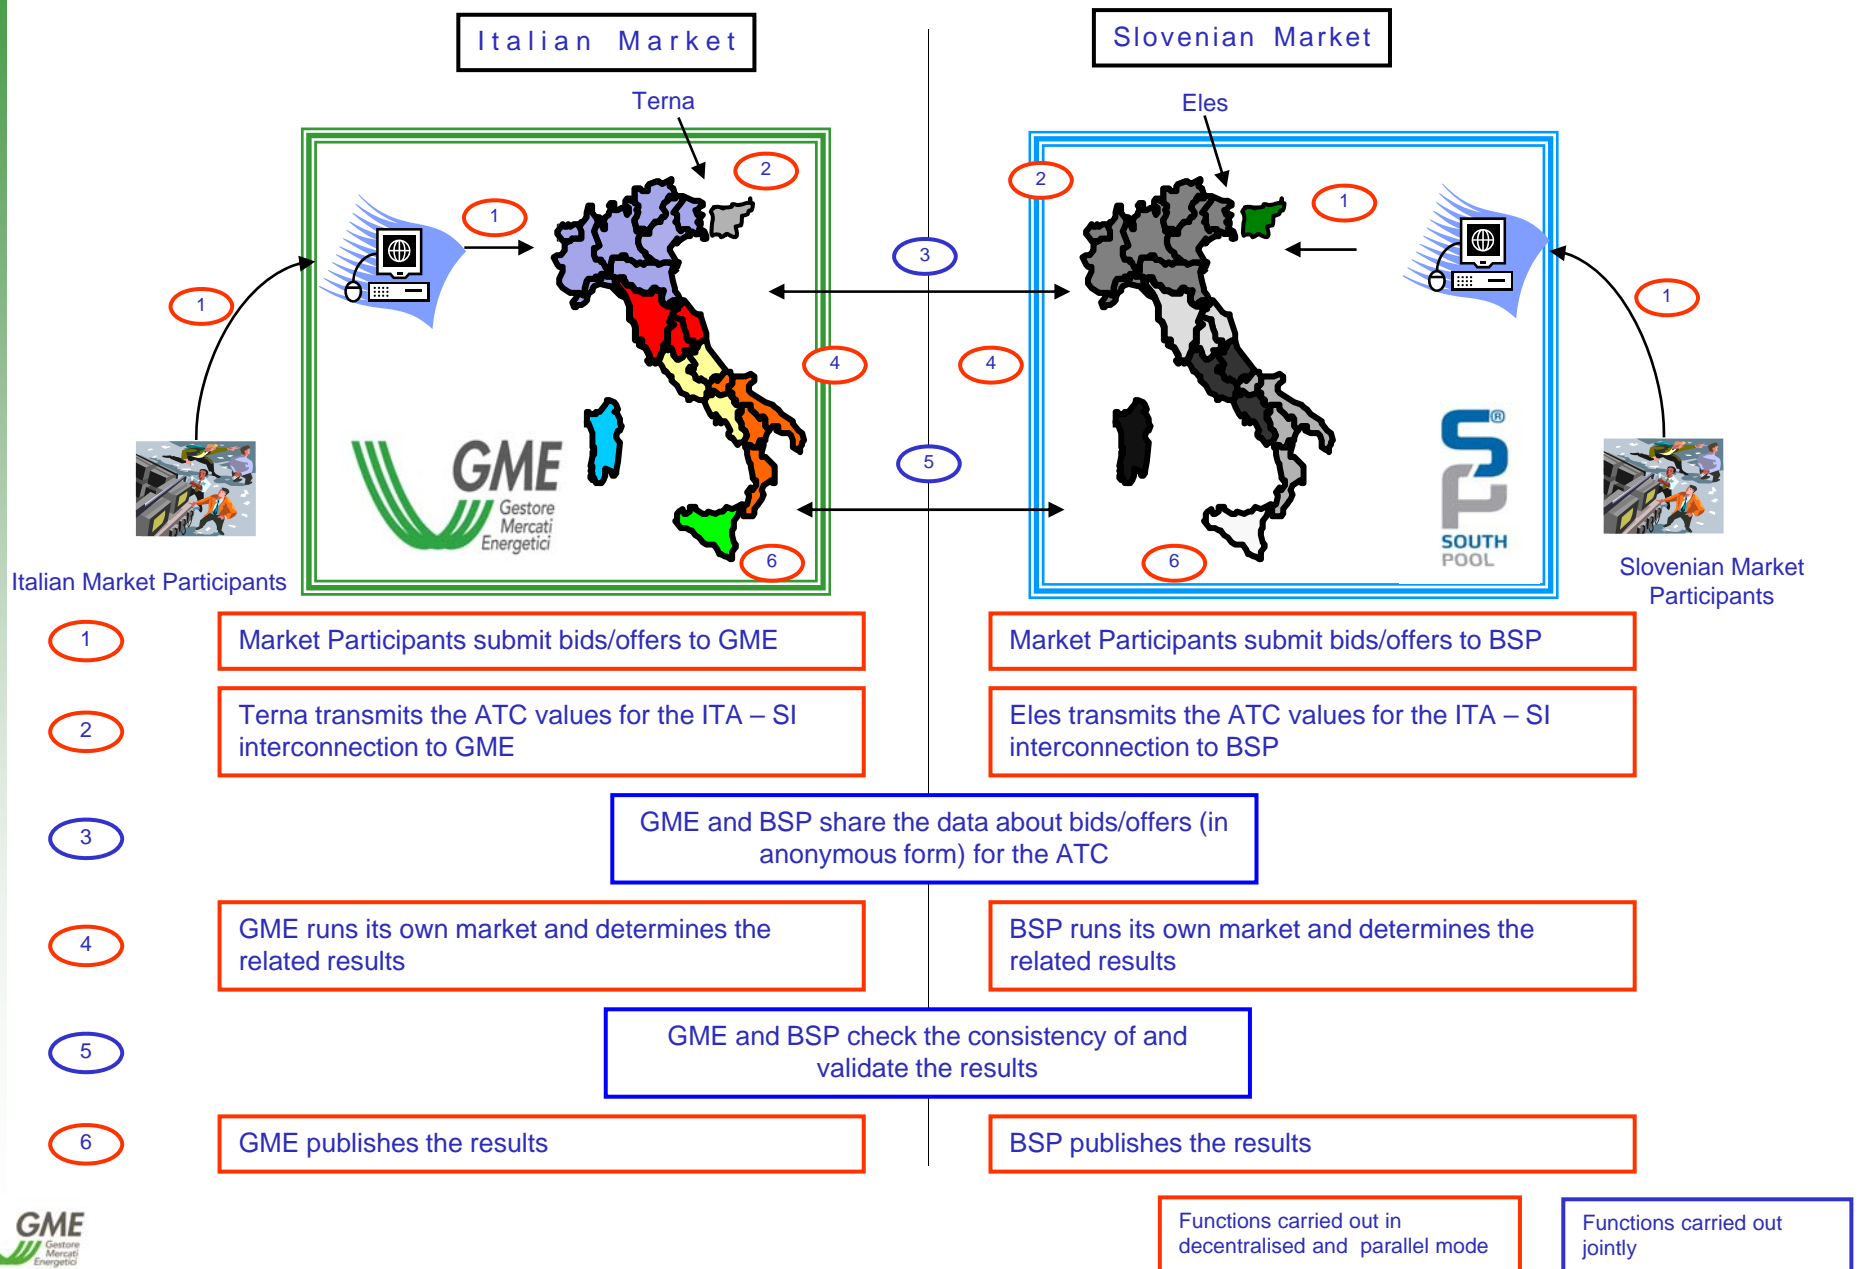 Italian Market
Slovenian Market
Terna
Eles
2
2
1
1
3
1
1
4
4
5
GME
Gestore
Mercati
Energetici
®
SOUTH
POOL
6
6
Italian Market Participants
Slovenian Market
Participants
1
Market Participants submit bids/offers to GME
Market Participants submit bids/offers to BSP
2
Terna transmits the ATC values for the ITA – SI
interconnection to GME
Eles transmits the ATC values for the ITA – SI
interconnection to BSP
3
GME and BSP share the data about bids/offers (in
anonymous form) for the ATC
4
GME runs its own market and determines the
related results
BSP runs its own market and determines the
related results
5
GME and BSP check the consistency of and
validate the results
6
GME publishes the results
BSP publishes the results
GME
Gestore
Mercati
Energetici
Functions carried out in
decentralised and parallel mode
Functions carried out
jointly